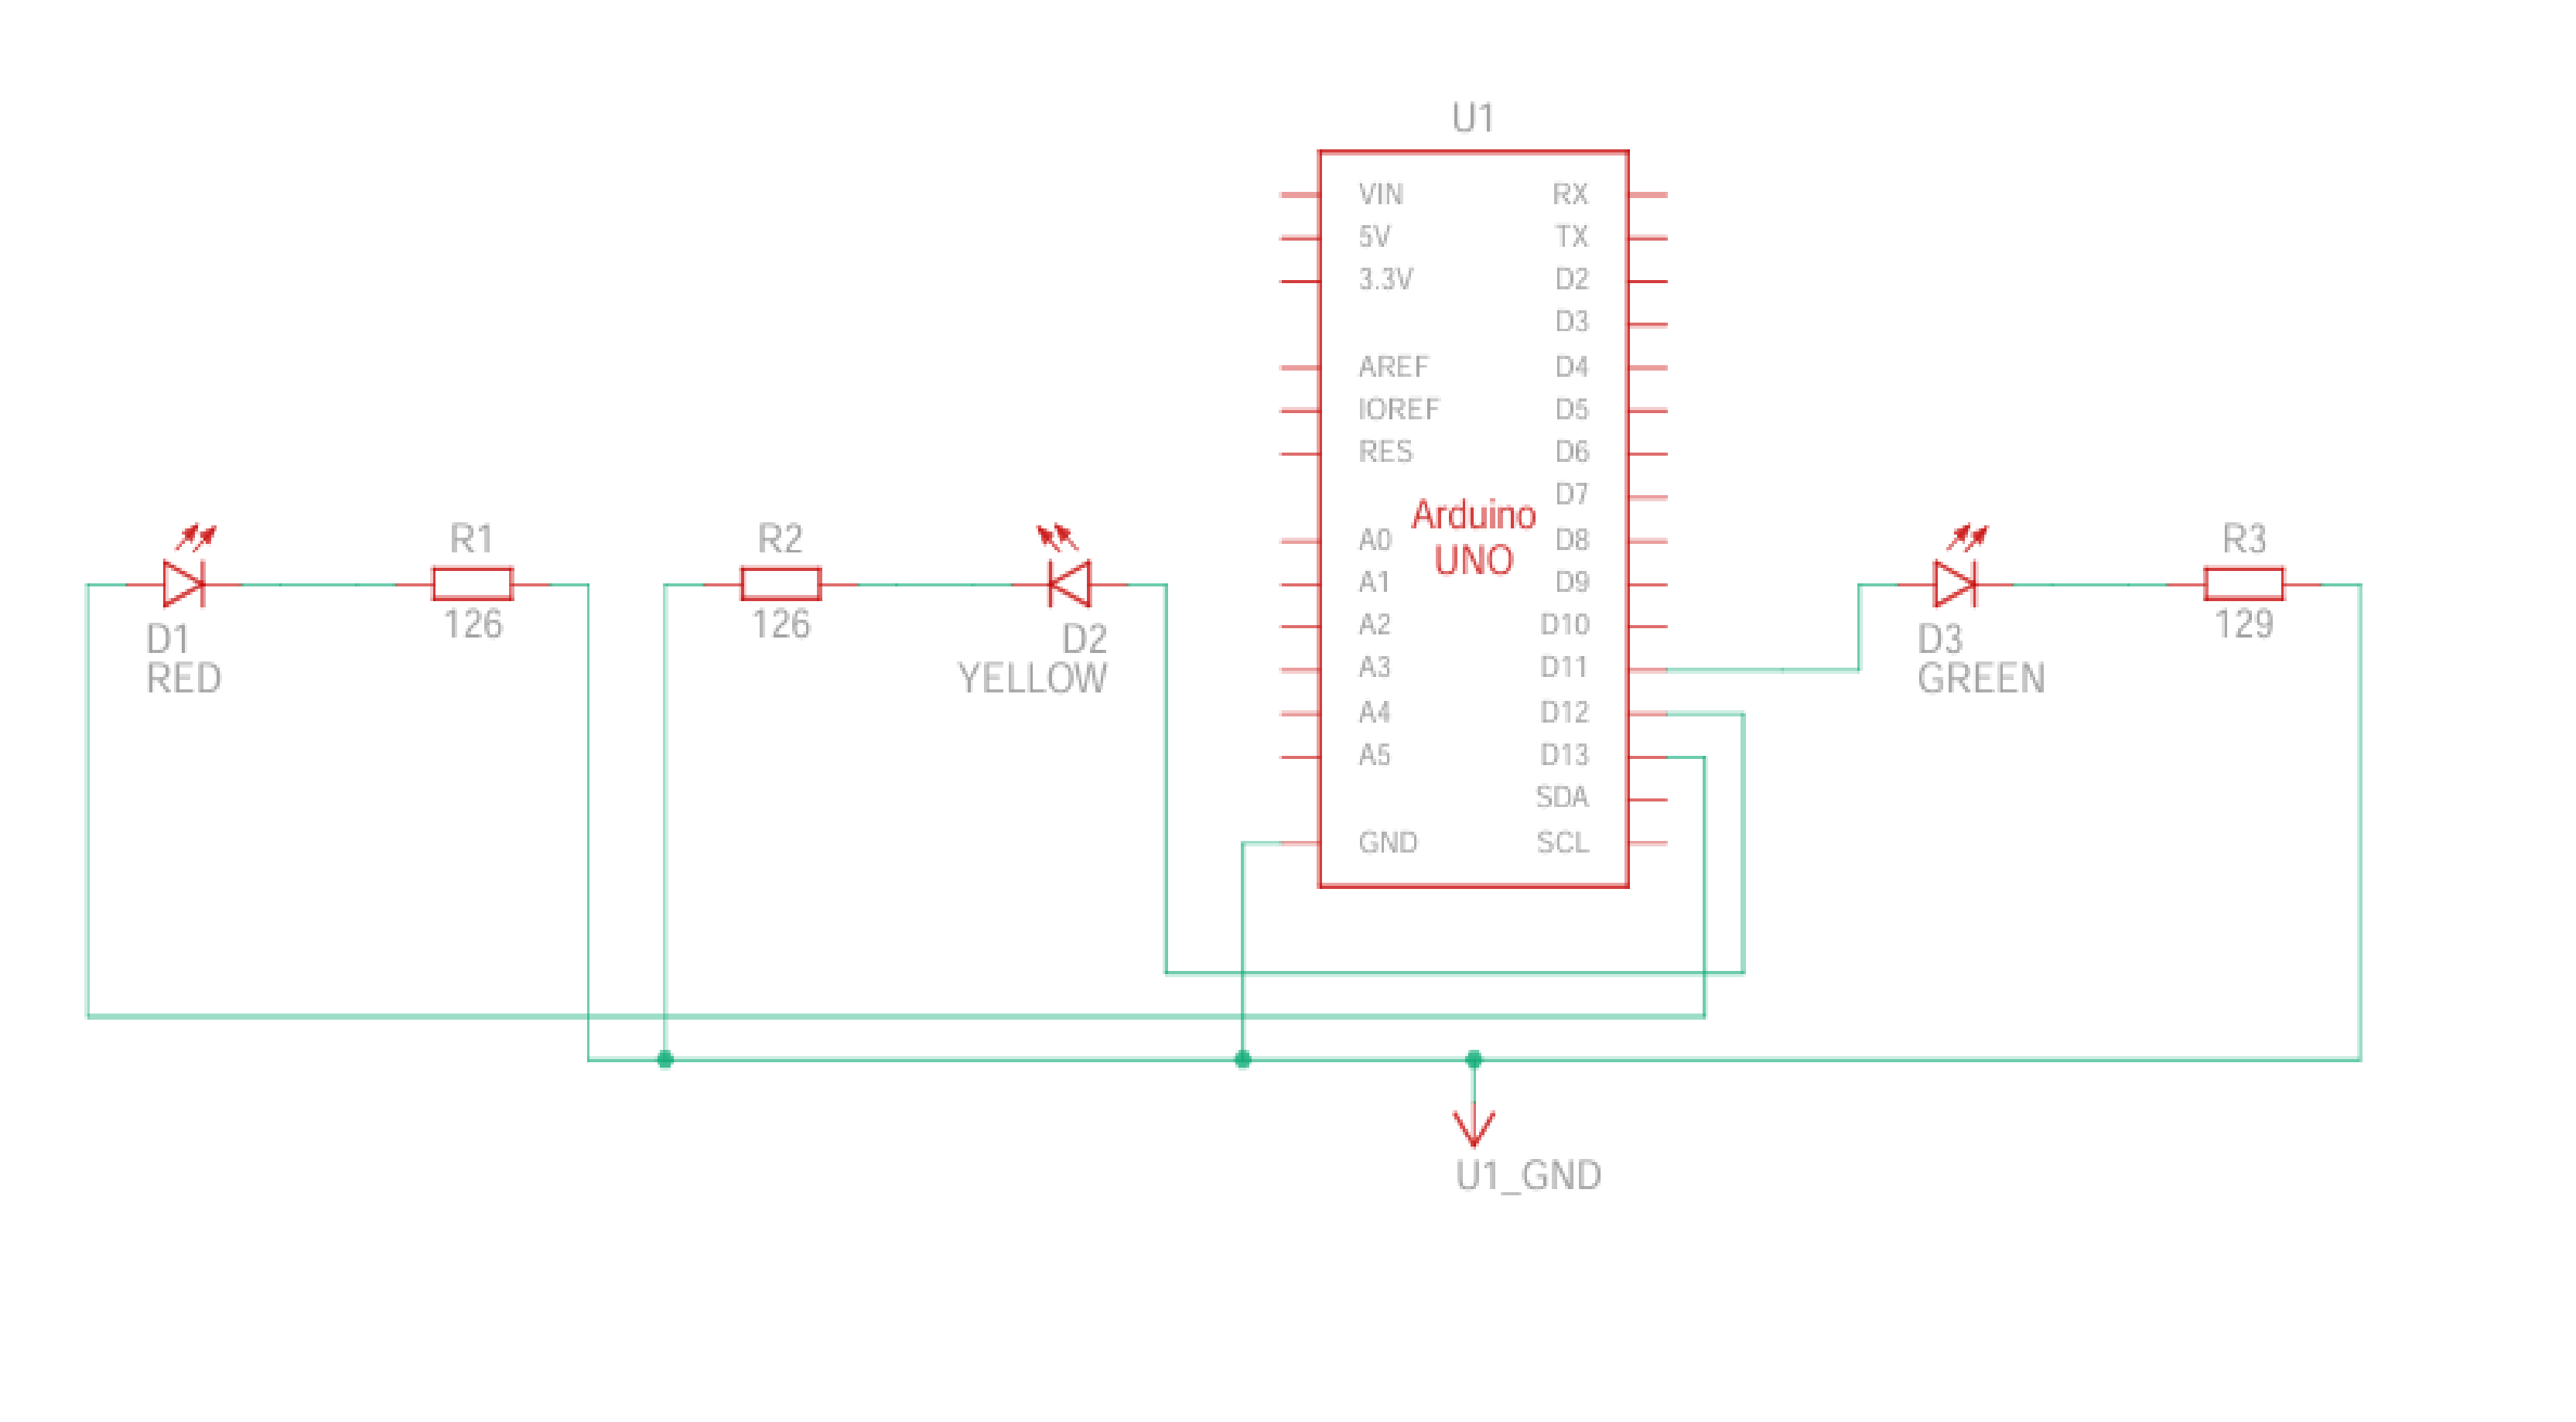 U1
VIN RX
5V TX
3.3V D2
D3
AREF D4
IOREF D5
RES D6
D7
Arduino
UNO
A0 D8
A1 D9
A2 D10
A3 D11
A4 D12
A5 D13
SDA
GND SCL
R1
126
D1
RED
R2
126
D2
YELLOW
D3
GREEN
R3
129
U1_GND